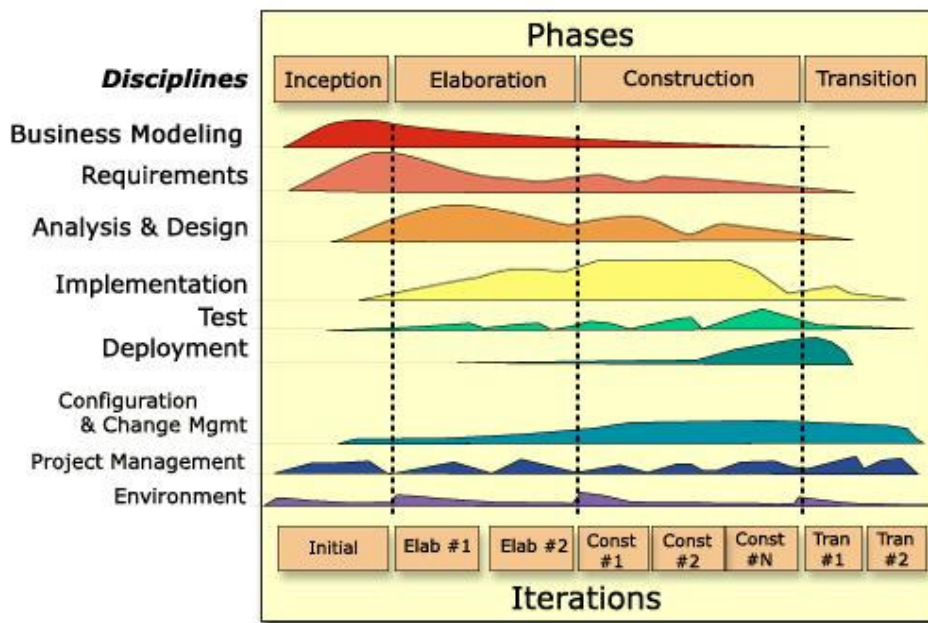 Phases
Disciplines
Inception
Elaboration
Construction
Transition
Business Modeling
Requirements
Analysis & Design
Implementation
Test
Deployment
Configuration
& Change Mgmt
Project Management
Environment
Initial
Elab #1
Elab #2
Const
#1
Const
#2
Const
#N
Tran
#1
Tran
#2
Iterations